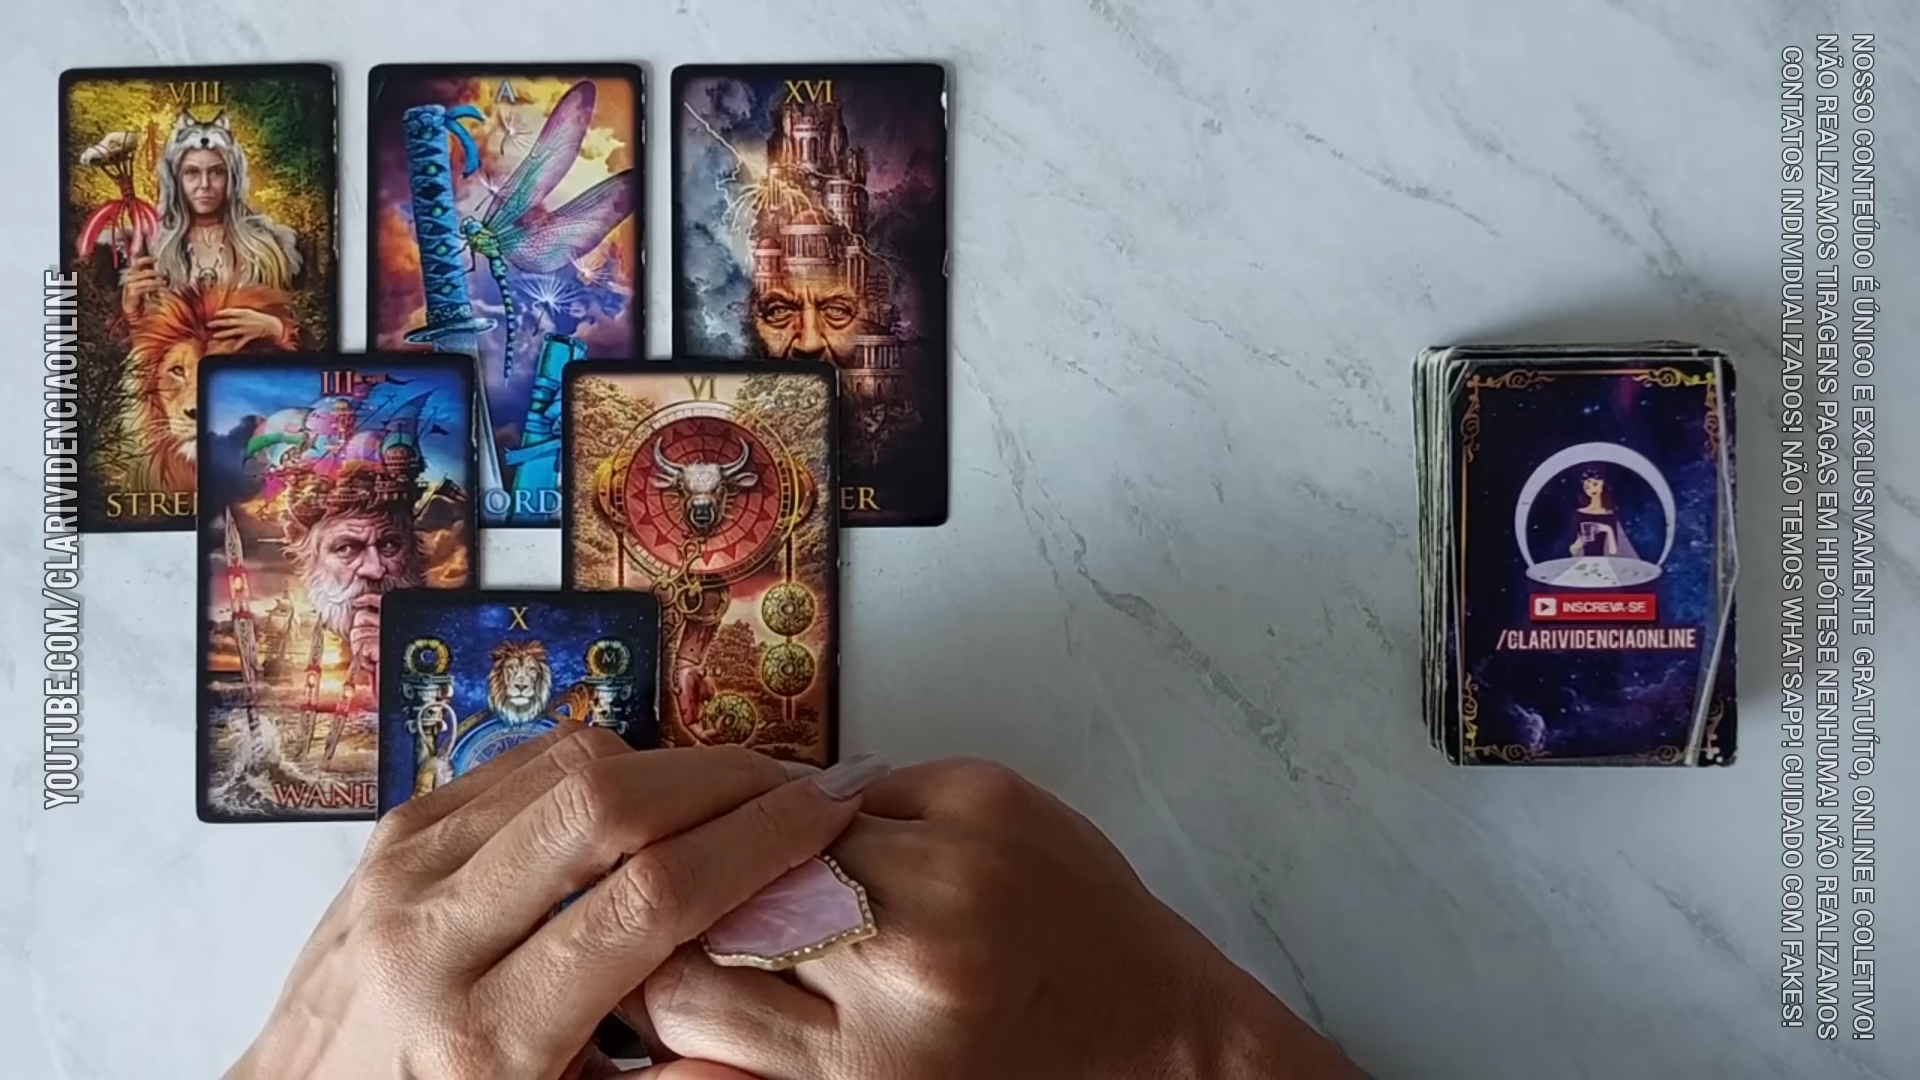 YOUTUBE.COM/CLARIVIDENCIAONLINE
VIII
STRE
A
ORD
XVI
ER
III
WAND
VI
X
C
M
INSCREVA-SE
/CLARIVIDENCIAONLINE
NOSSO CONTEÚDO É ÚNICO E EXCLUSIVAMENTE GRATUÍTO, ONLINE E COLETIVO!
NÃO REALIZAMOS TIRAGENS PAGAS EM HIPÓTESE NENHUMA! NÃO REALIZAMOS
CONTATOS INDIVIDUALIZADOS! NÃO TEMOS WHATSAPP! CUIDADO COM FAKES!